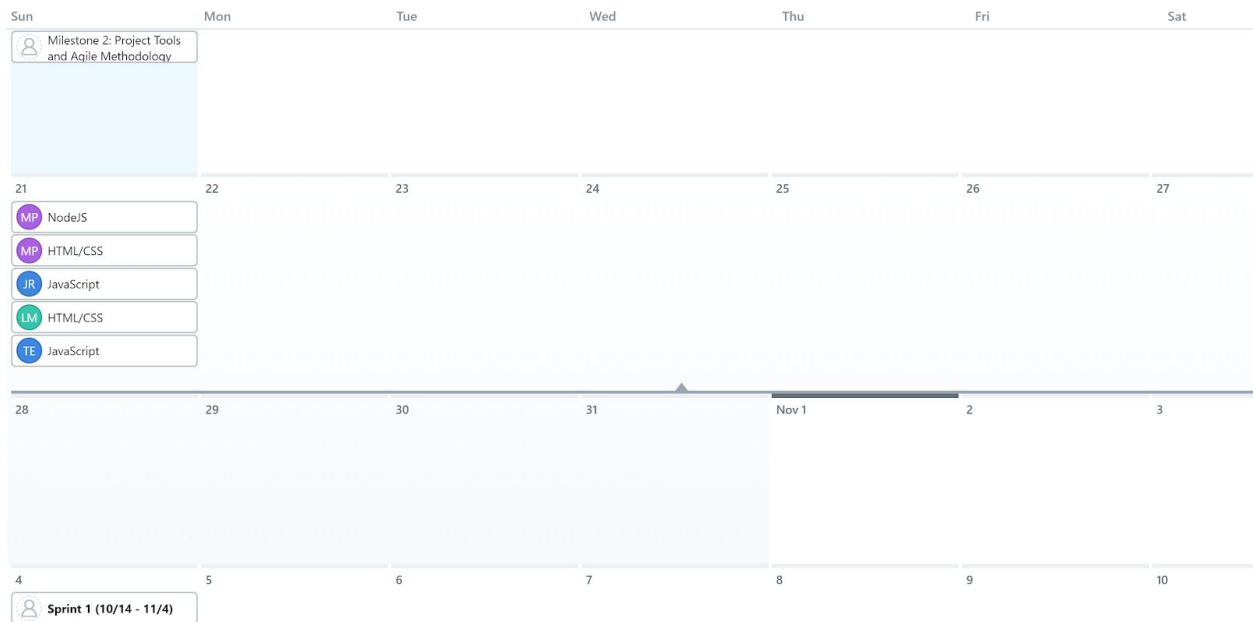 Sun Mon Tue Wed Thu Fri Sat
Milestone 2: Project Tools
and Agile Methodology
21 22 23 24 25 26 27
MP NodeJS
MP HTML/CSS
JR JavaScript
LM HTML/CSS
TE JavaScript
28 29 30 31 Nov 1 2 3
4 5 6 7 8 9 10
Sprint 1 (10/14 - 11/4)